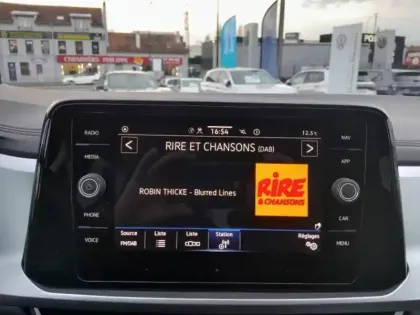 CHAUSSURES PHILIPPE
RADIO
MEDIA
PHONE
VOICE
16:54
12.5°C
RIRE ET CHANSONS (DAB)
ROBIN THICKE - Blurred Lines
RIRE
& CHANSONS
Source
FM/DAB
Liste
Liste
Station
Réglages
NAV
APP
CAR
MENU